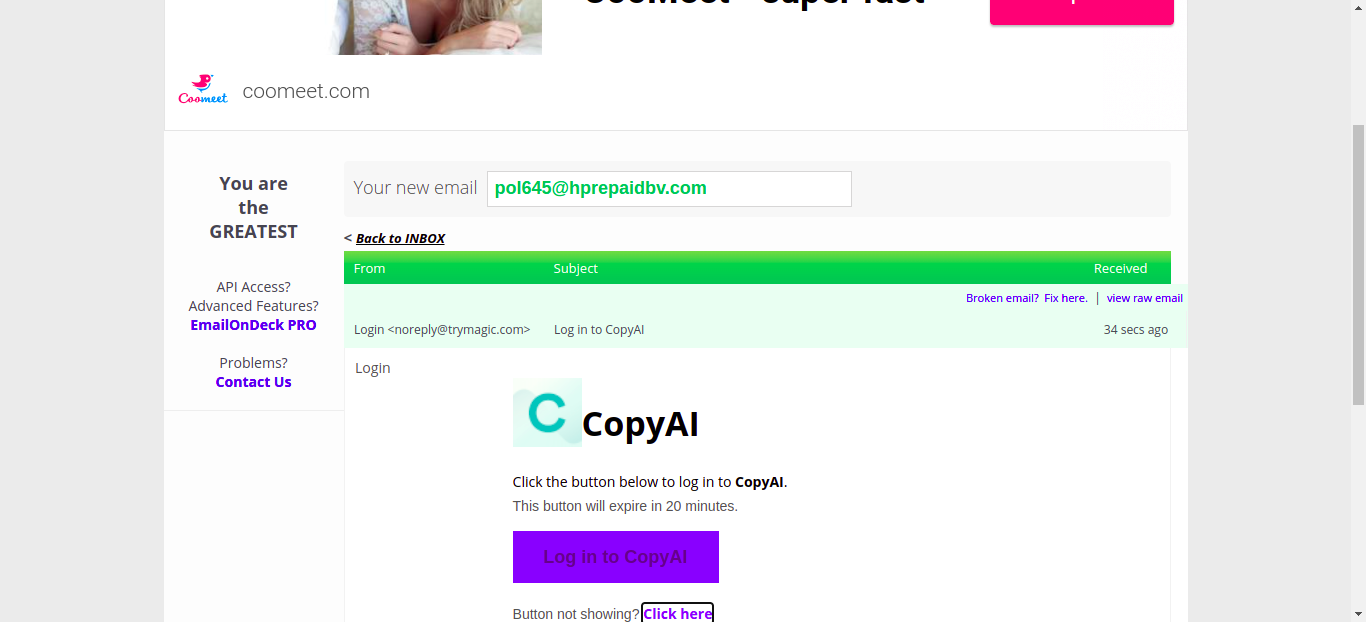 Coomeet
coomeet.com
You are
the
GREATEST
API Access?
Advanced Features?
EmailOnDeck PRO
Problems?
Contact Us
Your new email pol645@hprepaidbv.com
< Back to INBOX
From Subject Received
Broken email? Fix here. | view raw email
Login <noreply@trymagic.com> Log in to CopyAI 34 secs ago
Login
CopyAI
Click the button below to log in to CopyAI.
This button will expire in 20 minutes.
Log in to CopyAI
Button not showing? Click here